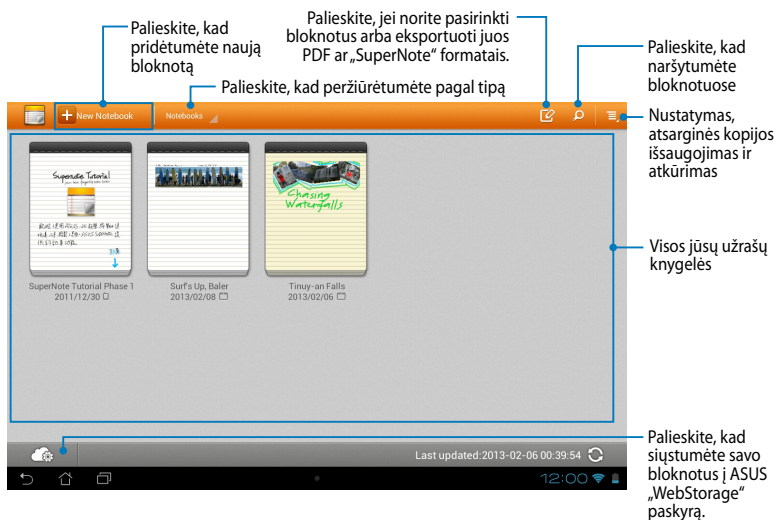 Palieskite, kad
pridėtumėte naują
bloknotą
Palieskite, jei norite pasirinkti
bloknotus arba eksportuoti juos
PDF ar „SuperNote“ formatais.
Palieskite, kad peržiūrėtumėte pagal tipą
Palieskite, kad
naršytumėte
bloknotuose
Nustatymas,
atsarginės kopijos
išsaugojimas ir
atkūrimas
New Notebook
Notebooks
Supernote Tutorial
Chasing
Waterfalls
SuperNote Tutorial Phase 1
2011/12/30
Surf's Up, Baler
2013/02/08
Tinuy-an Falls
2013/02/06
Visos jūsų užrašų
knygelės
Last updated:2013-02-06 00:39:54
12:00
Palieskite, kad
siųstumėte savo
bloknotus į ASUS
„WebStorage“
paskyrą.